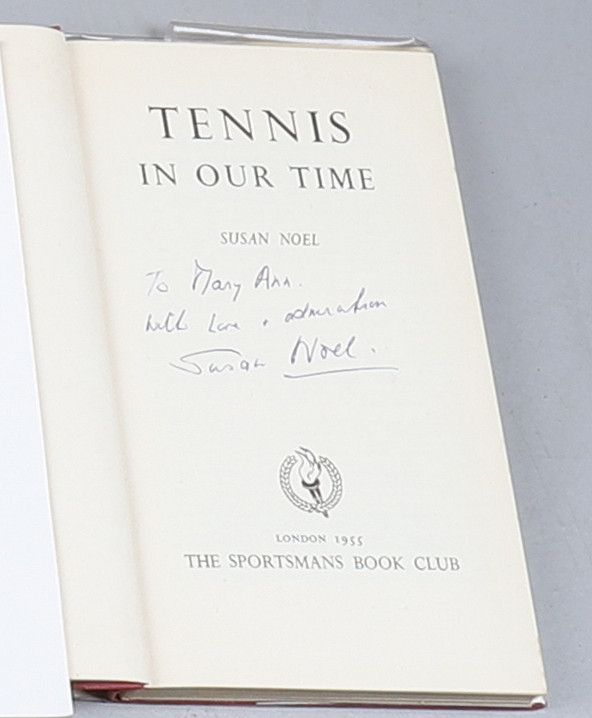 TENNIS
IN OUR TIME
SUSAN NOEL
To Mary Ann.
with Love + admiration
Susan Noel.
LONDON 1955
THE SPORTSMANS BOOK CLUB